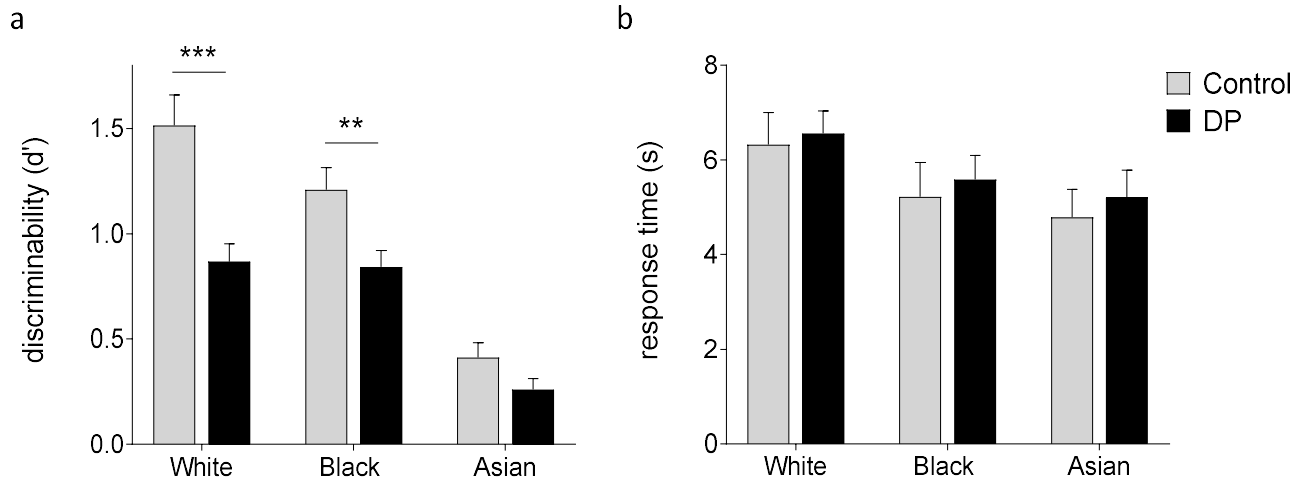 a
discriminability (d')
1.5
1.0
0.5
0.0
***
**
White Black Asian
b
response time (s)
8
6
4
2
0
White Black Asian
Control
DP